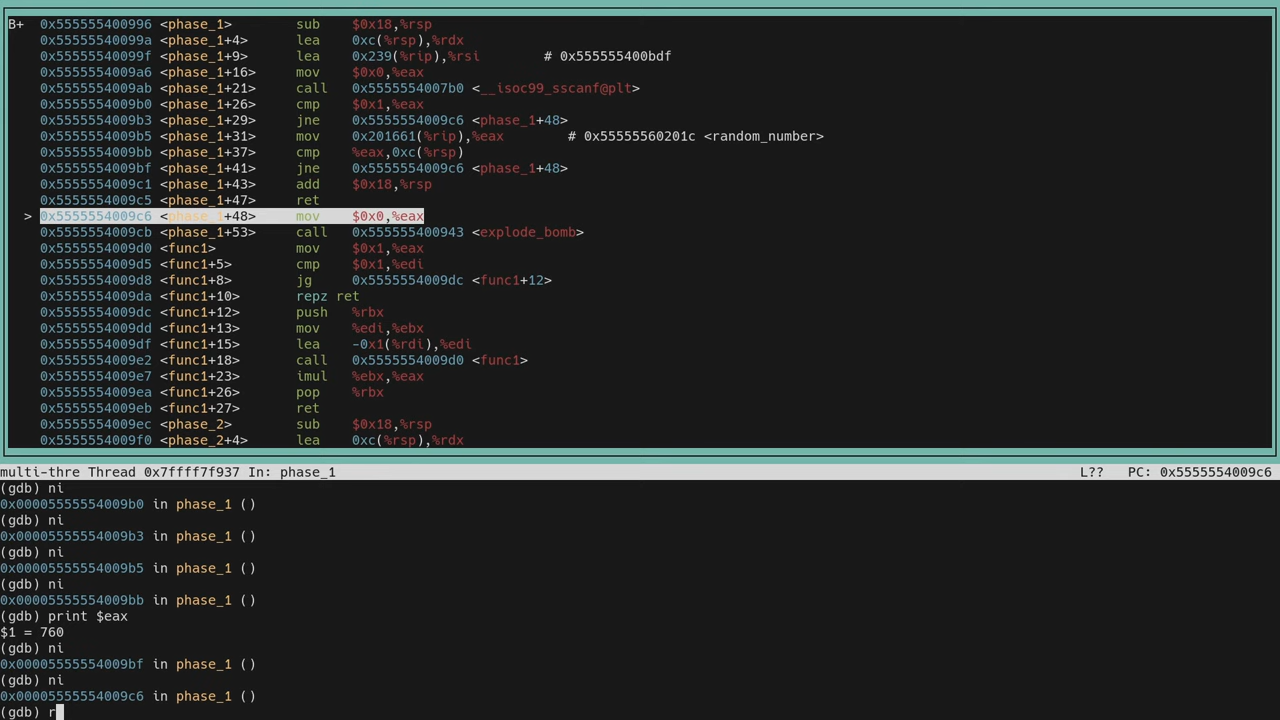 B+ 0x555555400996 <phase_1> sub $0x18,%rsp
0x55555540099a <phase_1+4> lea 0xc(%rsp),%rdx
0x55555540099f <phase_1+9> lea 0x239(%rip),%rsi # 0x555555400bdf
0x5555554009a6 <phase_1+16> mov $0x0,%eax
0x5555554009ab <phase_1+21> call 0x5555554007b0 <__isoc99_sscanf@plt>
0x5555554009b0 <phase_1+26> cmp $0x1,%eax
0x5555554009b3 <phase_1+29> jne 0x5555554009c6 <phase_1+48>
0x5555554009b5 <phase_1+31> mov 0x201661(%rip),%eax # 0x55555560201c <random_number>
0x5555554009bb <phase_1+37> cmp %eax,0xc(%rsp)
0x5555554009bf <phase_1+41> jne 0x5555554009c6 <phase_1+48>
0x5555554009c1 <phase_1+43> add $0x18,%rsp
0x5555554009c5 <phase_1+47> ret
> 0x5555554009c6 <phase_1+48> mov $0x0,%eax
0x5555554009cb <phase_1+53> call 0x555555400943 <explode_bomb>
0x5555554009d0 <func1> mov $0x1,%eax
0x5555554009d5 <func1+5> cmp $0x1,%edi
0x5555554009d8 <func1+8> jg 0x5555554009dc <func1+12>
0x5555554009da <func1+10> repz ret
0x5555554009dc <func1+12> push %rbx
0x5555554009dd <func1+13> mov %edi,%ebx
0x5555554009df <func1+15> lea -0x1(%rdi),%edi
0x5555554009e2 <func1+18> call 0x5555554009d0 <func1>
0x5555554009e7 <func1+23> imul %ebx,%eax
0x5555554009ea <func1+26> pop %rbx
0x5555554009eb <func1+27> ret
0x5555554009ec <phase_2> sub $0x18,%rsp
0x5555554009f0 <phase_2+4> lea 0xc(%rsp),%rdx
multi-thre Thread 0x7ffff7f937 In: phase_1 L?? PC: 0x5555554009c6
(gdb) ni
0x00005555554009b0 in phase_1 ()
(gdb) ni
0x00005555554009b3 in phase_1 ()
(gdb) ni
0x00005555554009b5 in phase_1 ()
(gdb) ni
0x00005555554009bb in phase_1 ()
(gdb) print $eax
$1 = 760
(gdb) ni
0x00005555554009bf in phase_1 ()
(gdb) ni
0x00005555554009c6 in phase_1 ()
(gdb) r